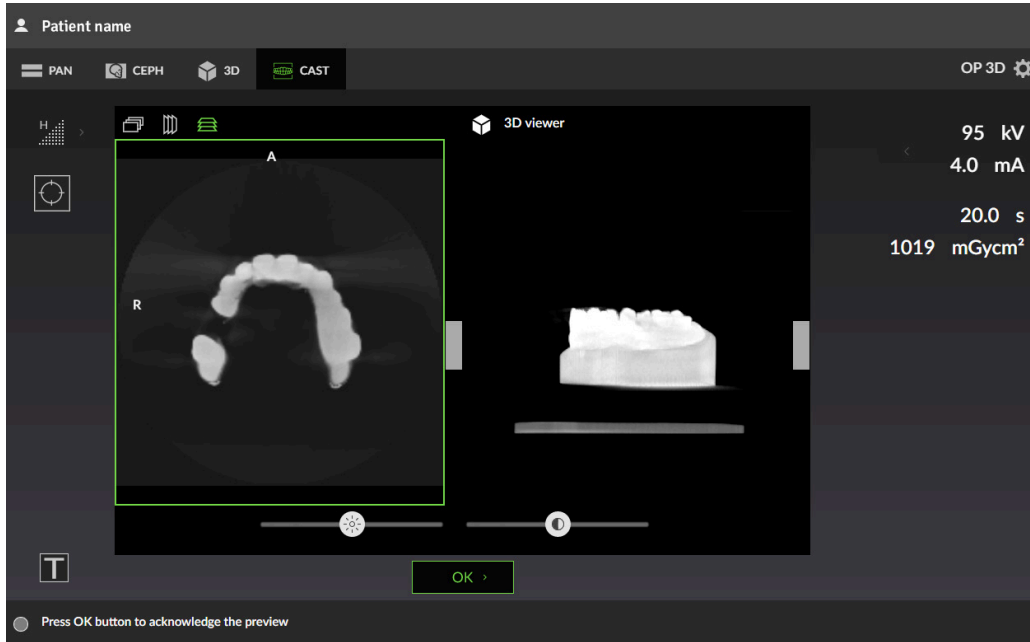 Patient name
PAN CEPH 3D CAST OP 3D
H
3D viewer
A
R
95 kV
4.0 mA
20.0 s
1019 mGycm²
T
OK
Press OK button to acknowledge the preview